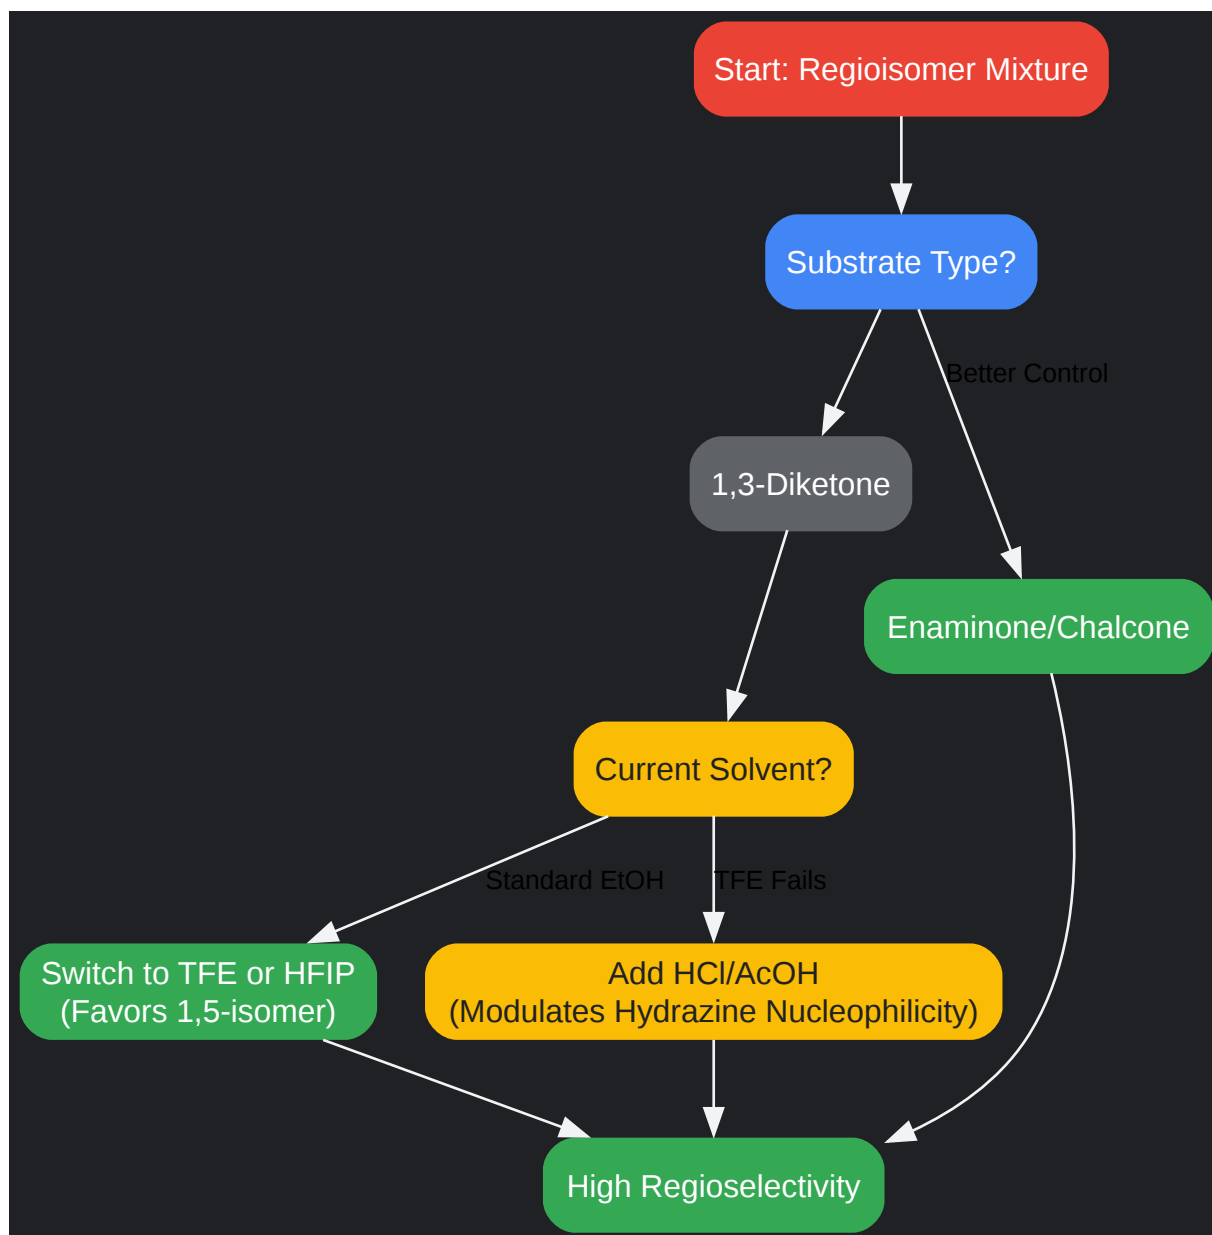 Start: Regioisomer Mixture
Substrate Type?
Better Control
1,3-Diketone
Enaminone/Chalcone
Current Solvent?
Standard EtOH
TFE Fails
Switch to TFE or HFIP
(Favors 1,5-isomer)
Add HCl/AcOH
(Modulates Hydrazine Nucleophilicity)
High Regioselectivity